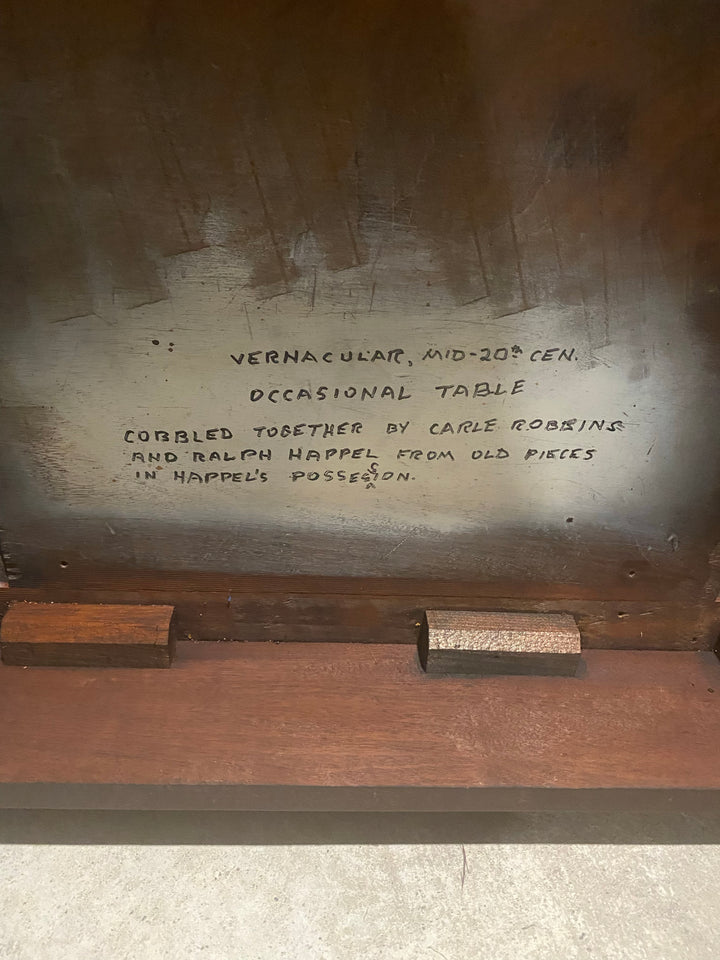 VERNACULAR, MID-20th CEN.
OCCASIONAL TABLE
COBBLED TOGETHER BY CARLE ROBBINS
AND RALPH HAPPEL FROM OLD PIECES
IN HAPPEL'S POSSESSION.